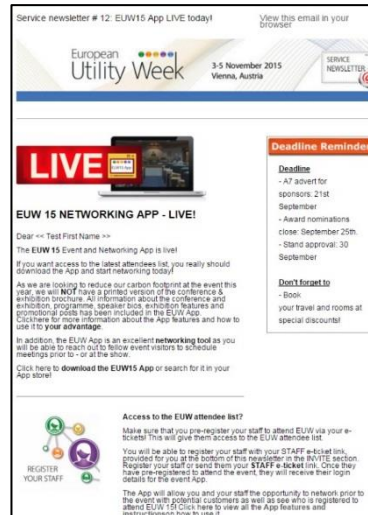 Service newsletter # 12: EUW15 App LIVE today!
View this email in your
browser
European
Utility Week
3-5 November 2015
Vienna, Austria
SERVICE
NEWSLETTER
LIVE
Deadline Reminder
Deadline
- A7 advert for
sponsors: 21st
September
- Award nominations
close: September 25th.
- Stand approval: 30
September
Don't forget to
- Book
your travel and rooms at
special discounts!
EUW 15 NETWORKING APP - LIVE!
Dear << Test First Name >>
The EUW 15 Event and Networking App is live!
If you want access to the latest attendees list, you really should
download the App and start networking today!
As we are looking to reduce our carbon footprint at the event this
year, we will NOT have a printed version of the conference &
exhibition brochure. All information about the conference and
exhibition, programme, speaker bios, exhibition features and
promotional posts has been included in the EUW App.
Clickhere for more information about the App features and how to
use it to your advantage.
In addition, the EUW App is an excellent networking tool as you
will be able to reach out to fellow event visitors to schedule
meetings prior to - or at the show.
Click here to download the EUW15 App or search for it in your
App store!
REGISTER
YOUR STAFF
Access to the EUW attendee list?
Make sure that you pre-register your staff to attend EUW via your e-
tickets! This will give them access to the EUW attendee list.
You will be able to register your staff with your STAFF e-ticket link,
provided for you at the bottom of this newsletter in the INVITE section.
Register your staff or send them your STAFF e-ticket link. Once they
have pre-registered to attend the event, they will receive their login
details for the event App.
The App will allow you and your staff the opportunity to network prior to
the event with potential customers as well as see who is registered to
attend EUW 15! Click here to view all the App features and
instructions on how to use it.